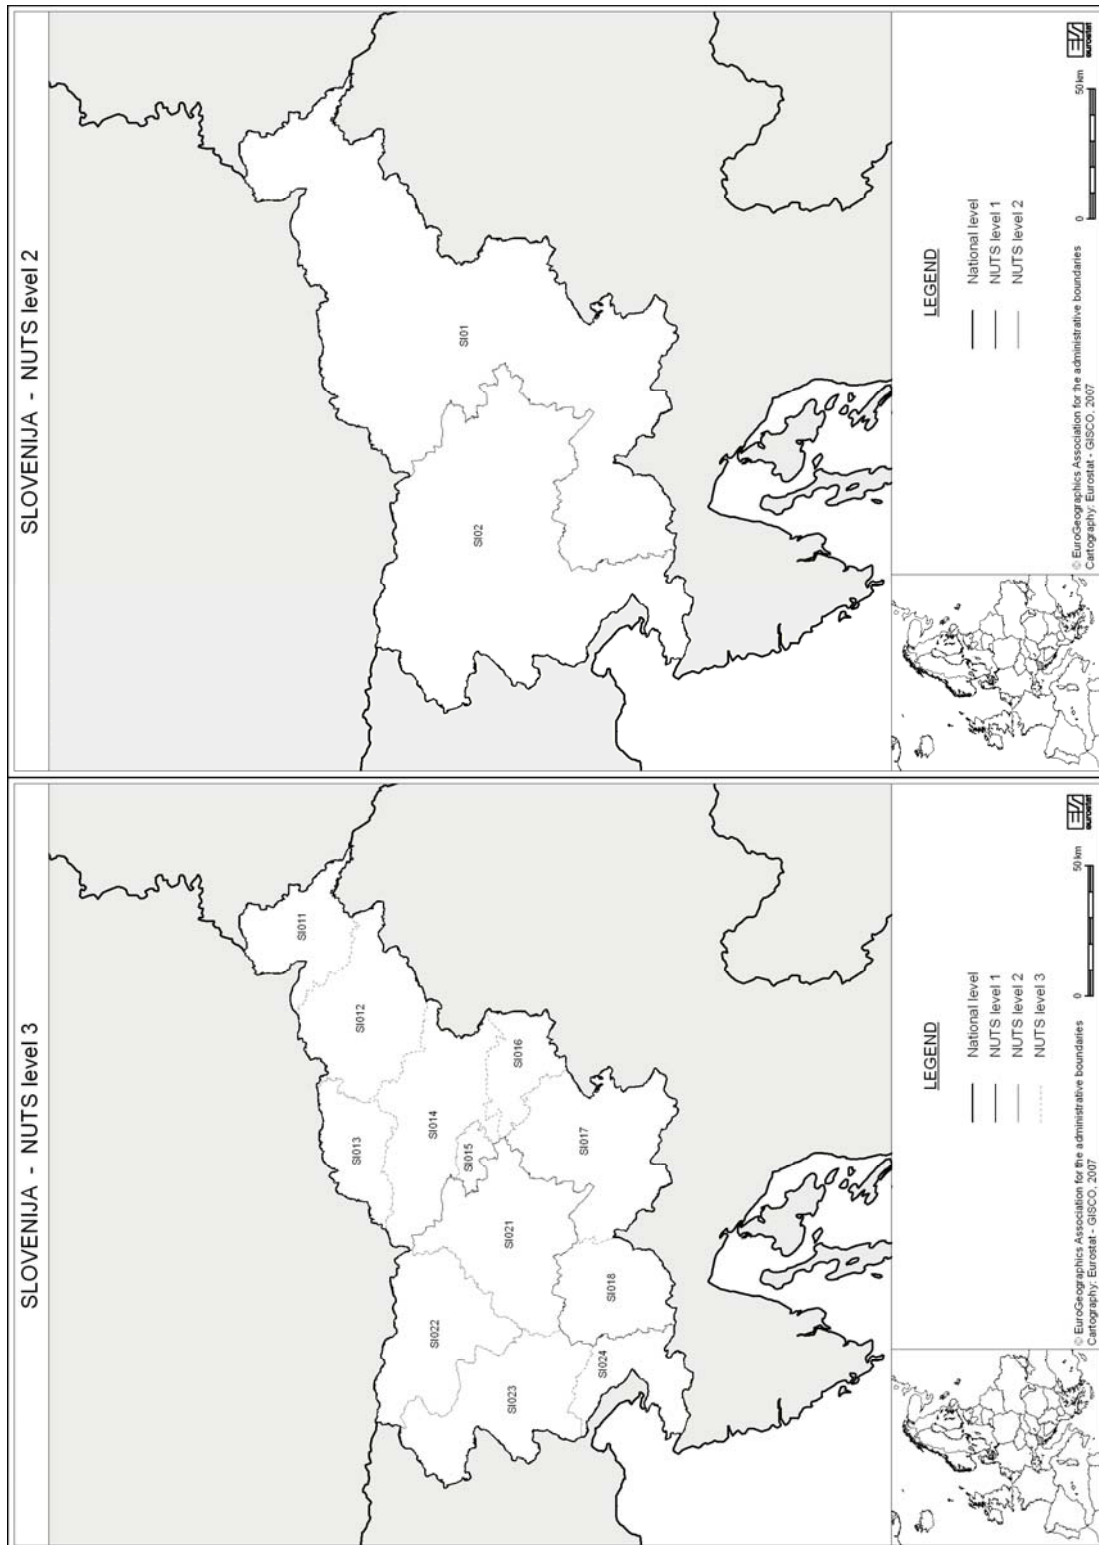 SLOVENIJA - NUTS level 3
SI011
SI012
SI013
SI014
SI015
SI016
SI022
SI021
SI017
SI023
SI018
SI024
LEGEND
National level
NUTS level 1
NUTS level 2
NUTS level 3
© EuroGeographics Association for the administrative boundaries
Cartography: Eurostat - GISCO, 2007
0 50 km
eurostat
SLOVENIJA - NUTS level 2
SI01
SI02
LEGEND
National level
NUTS level 1
NUTS level 2
© EuroGeographics Association for the administrative boundaries
Cartography: Eurostat - GISCO, 2007
0 50 km
eurostat